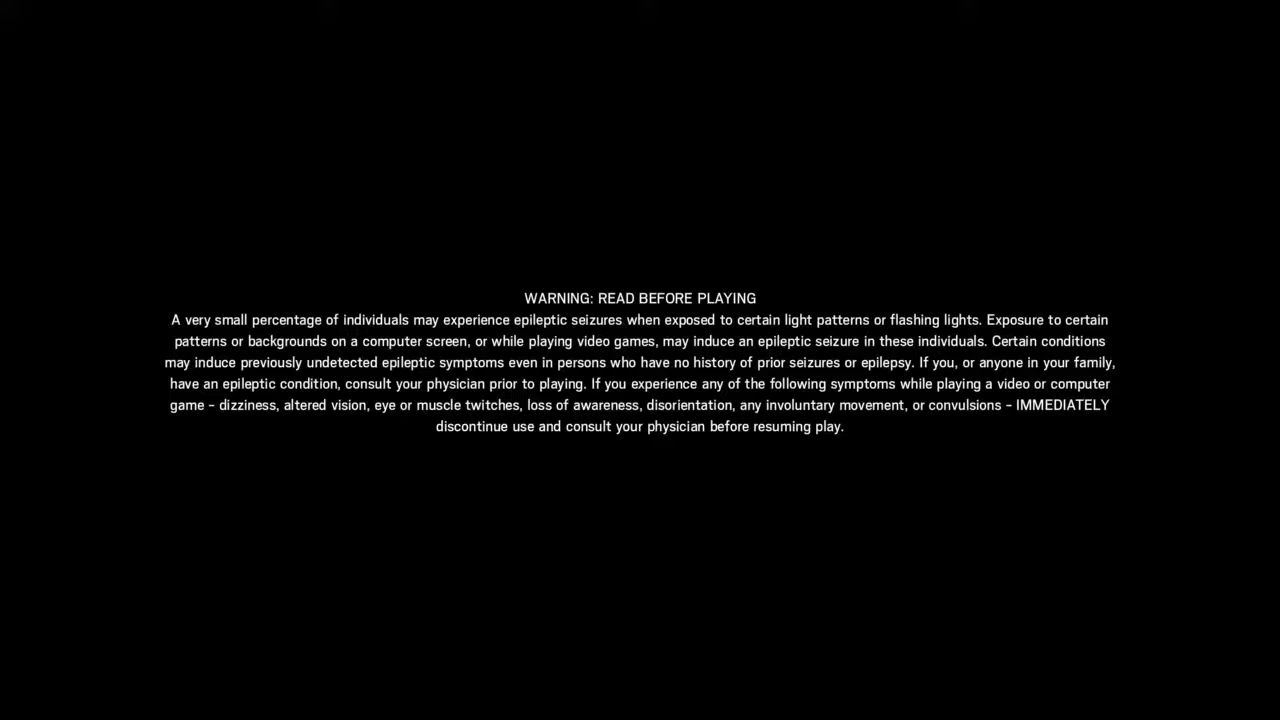 WARNING: READ BEFORE PLAYING
A very small percentage of individuals may experience epileptic seizures when exposed to certain light patterns or flashing lights. Exposure to certain
patterns or backgrounds on a computer screen, or while playing video games, may induce an epileptic seizure in these individuals. Certain conditions
may induce previously undetected epileptic symptoms even in persons who have no history of prior seizures or epilepsy. If you, or anyone in your family,
have an epileptic condition, consult your physician prior to playing. If you experience any of the following symptoms while playing a video or computer
game – dizziness, altered vision, eye or muscle twitches, loss of awareness, disorientation, any involuntary movement, or convulsions – IMMEDIATELY
discontinue use and consult your physician before resuming play.